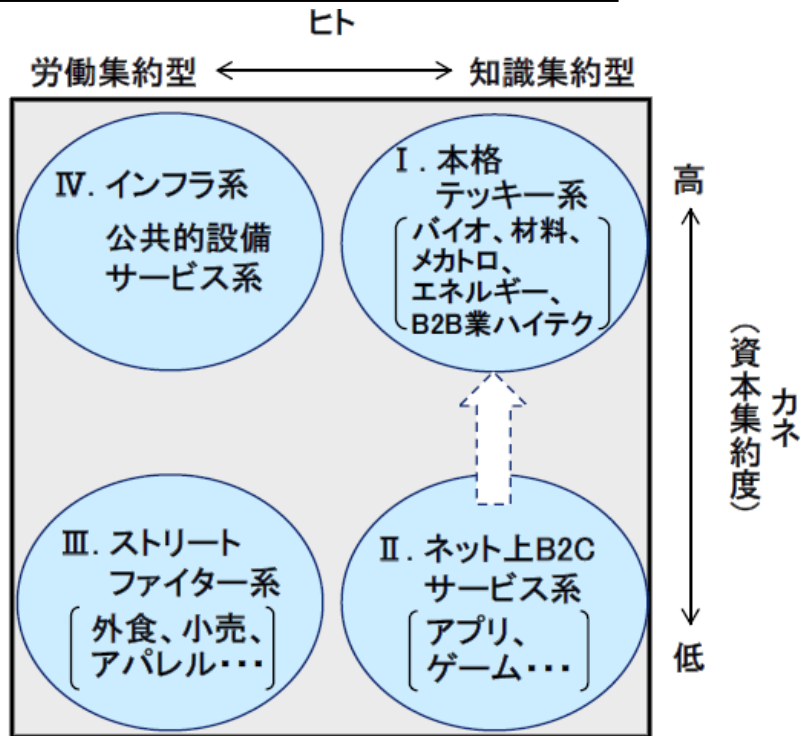 ヒト
労働集約型
知識集約型
Ⅳ. インフラ系
公共的設備
サービス系
Ⅰ. 本格
テッキー系
バイオ、材料、
メカトロ、
エネルギー、
B2B業ハイテク
高
カネ
（資本集約度）
低
Ⅲ. ストリート
ファイター系
外食、小売、
アパレル・・・
Ⅱ. ネット上B2C
サービス系
アプリ、
ゲーム・・・